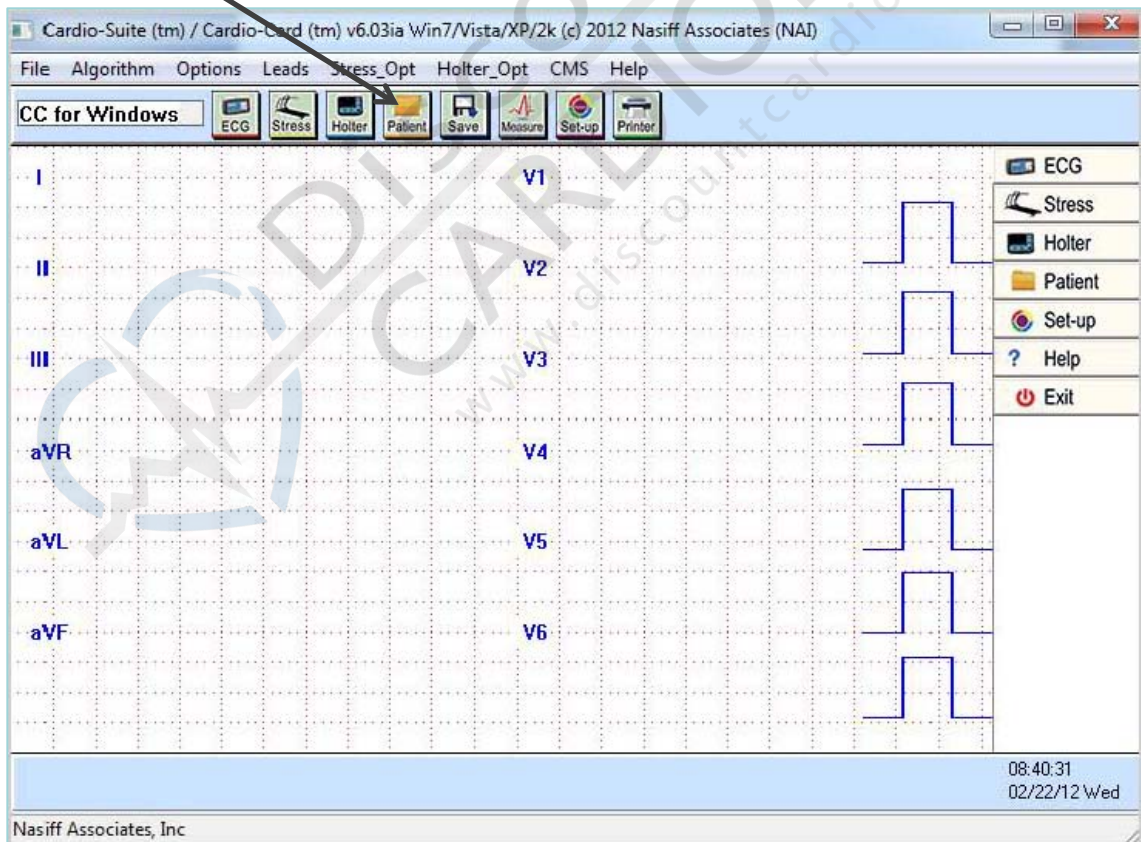 Cardio-Suite (tm) / Cardio-Card (tm) v6.03ia Win7/Vista/XP/2k (c) 2012 Nasiff Associates (NAI)
File Algorithm Options Leads Stress_Opt Holter_Opt CMS Help
CC for Windows ECG Stress Holter Patient Save Measure Set-up Printer
I V1
II V2
III V3
aVR V4
aVL V5
aVF V6
ECG
Stress
Holter
Patient
Set-up
? Help
Exit
08:40:31
02/22/12 Wed
Nasiff Associates, Inc